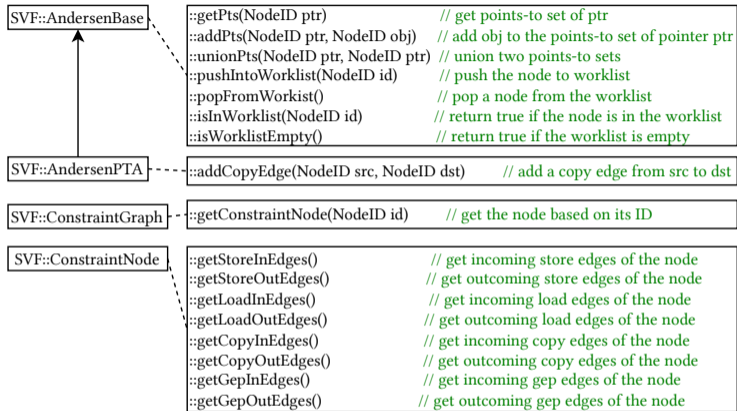 SVF::AndersenBase
::getPts(NodeID ptr) // get points-to set of ptr
::addPts(NodeID ptr, NodeID obj) // add obj to the points-to set of pointer ptr
::unionPts(NodeID ptr, NodeID ptr) // union two points-to sets
::pushIntoWorklist(NodeID id) // push the node to worklist
::popFromWorkist() // pop a node from the worklist
::isInWorklist(NodeID id) // return true if the node is in the worklist
::isWorklistEmpty() // return true if the worklist is empty
SVF::AndersenPTA
::addCopyEdge(NodeID src, NodeID dst) // add a copy edge from src to dst
SVF::ConstraintGraph
::getConstraintNode(NodeID id) // get the node based on its ID
SVF::ConstraintNode
::getStoreInEdges() // get incoming store edges of the node
::getStoreOutEdges() // get outcoming store edges of the node
::getLoadInEdges() // get incoming load edges of the node
::getLoadOutEdges() // get outcoming load edges of the node
::getCopyInEdges() // get incoming copy edges of the node
::getCopyOutEdges() // get outcoming copy edges of the node
::getGepInEdges() // get incoming gep edges of the node
::getGepOutEdges() // get outcoming gep edges of the node